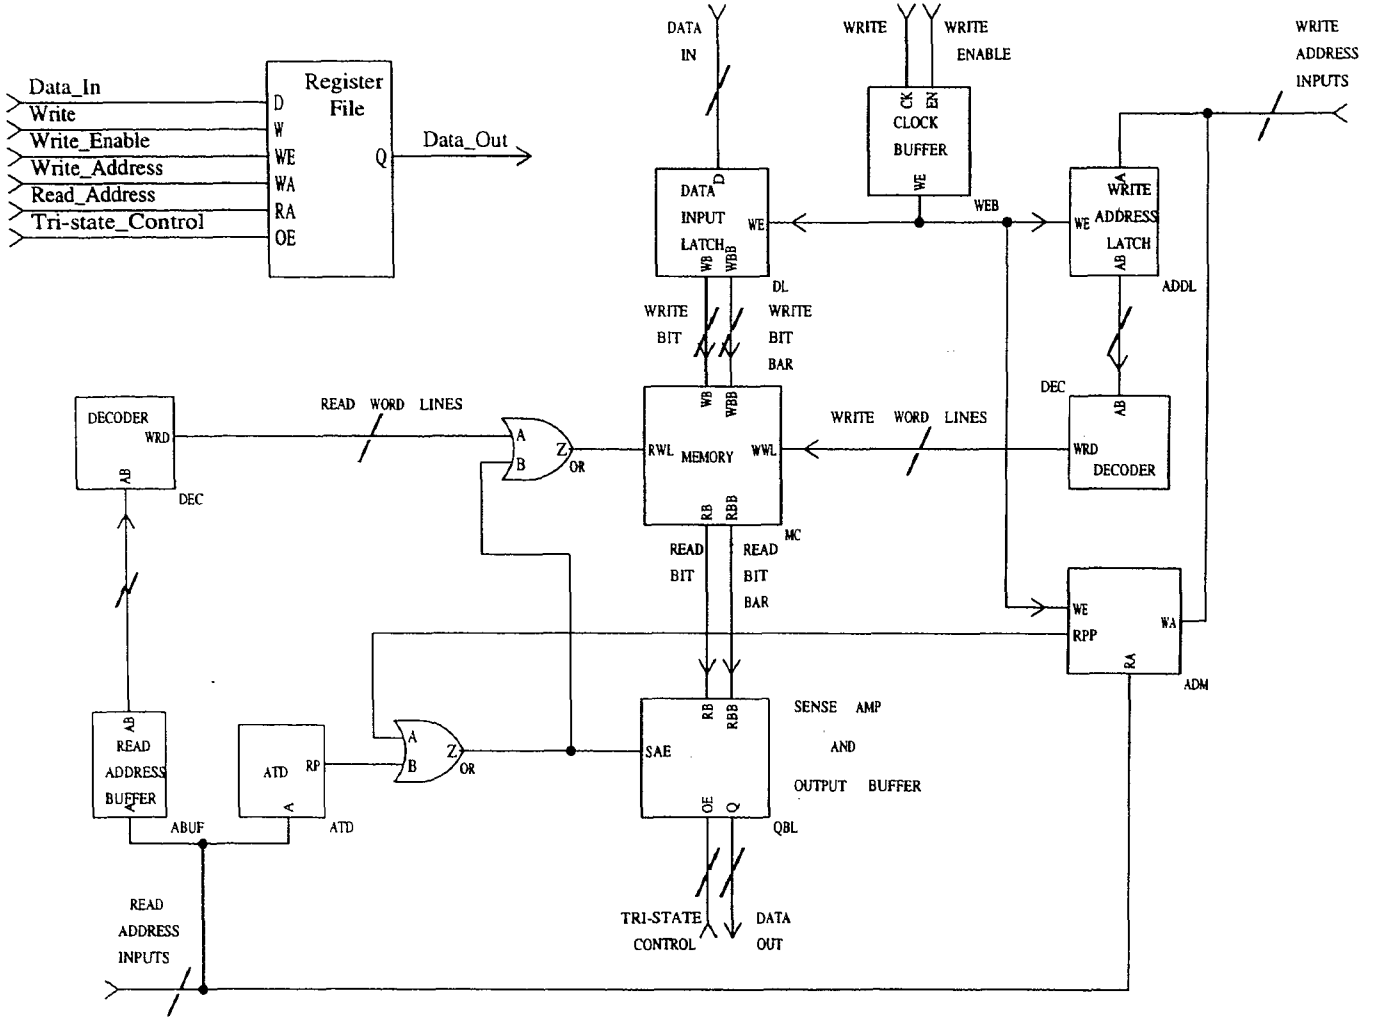 Data_In
Write
Write_Enable
Write_Address
Read_Address
Tri-state_Control
Register
File
D
W
WE
WA
RA
OE
Q
Data_Out
DATA
IN
WRITE
WRITE
ENABLE
WRITE
ADDRESS
INPUTS
CK
EN
CLOCK
BUFFER
WE
WEB
D
DATA
INPUT
LATCH
WE
WB
WBB
DL
A
WRITE
ADDRESS
LATCH
WE
AB
ADDL
WRITE
BIT
WRITE
BIT
BAR
DECODER
WRD
AB
DEC
READ WORD LINES
A
B
Z
OR
WB
WBB
RWL
MEMORY
WWL
RB
RBB
MC
WRITE WORD LINES
DEC
AB
WRD
DECODER
READ
BIT
READ
BIT
BAR
WE
RPP
WA
RA
ADM
AB
READ
ADDRESS
BUFFER
A
ABUF
ATD
RP
A
ATD
A
B
Z
OR
RB
RBB
SAE
OE
Q
QBL
SENSE AMP
AND
OUTPUT BUFFER
TRI-STATE
CONTROL
DATA
OUT
READ
ADDRESS
INPUTS